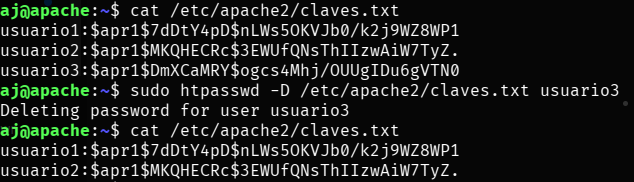 aj@apache:~$ cat /etc/apache2/claves.txt
usuario1:$apr1$7dDtY4pD$nLWs5OKVJb0/k2j9WZ8WP1
usuario2:$apr1$MKQHECRc$3EWUfQNsThIIzwAiW7TyZ.
usuario3:$apr1$DmXCaMRY$ogcs4Mhj/OUUgIDu6gVTN0
aj@apache:~$ sudo htpasswd -D /etc/apache2/claves.txt usuario3
Deleting password for user usuario3
aj@apache:~$ cat /etc/apache2/claves.txt
usuario1:$apr1$7dDtY4pD$nLWs5OKVJb0/k2j9WZ8WP1
usuario2:$apr1$MKQHECRc$3EWUfQNsThIIzwAiW7TyZ.